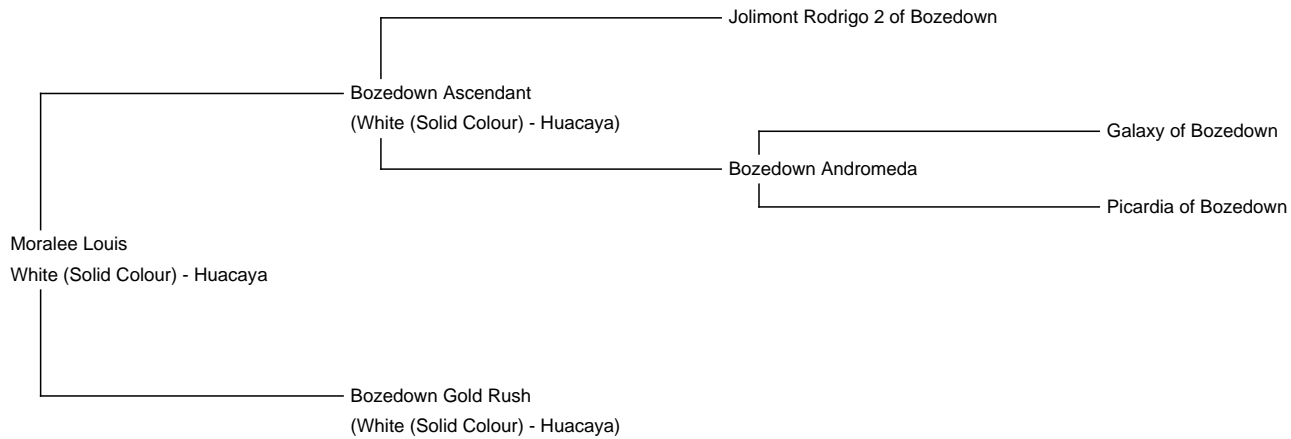 Jolimont Rodrigo 2 of Bozedown
Bozedown Ascendant
(White (Solid Colour) - Huacaya)
Galaxy of Bozedown
Bozedown Andromeda
Picardia of Bozedown
Moralee Louis
White (Solid Colour) - Huacaya
Bozedown Gold Rush
(White (Solid Colour) - Huacaya)